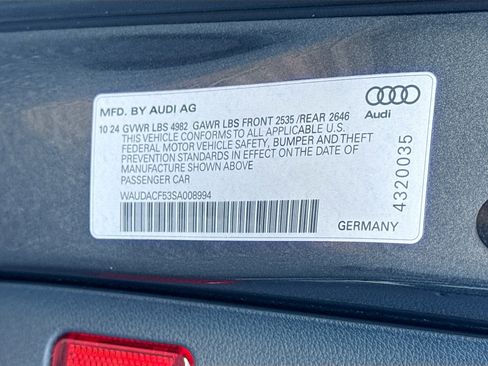 MFD. BY AUDI AG
Audi
10 24 GVWR LBS 4982 GAWR LBS FRONT 2535 /REAR 2646
THIS VEHICLE CONFORMS TO ALL APPLICABLE U.S.
FEDERAL MOTOR VEHICLE SAFETY, BUMPER AND THEFT
PREVENTION STANDARDS IN EFFECT ON THE DATE OF
MANUFACTURE SHOWN ABOVE
PASSENGER CAR
WAUDACF53SA008994
GERMANY
4320035